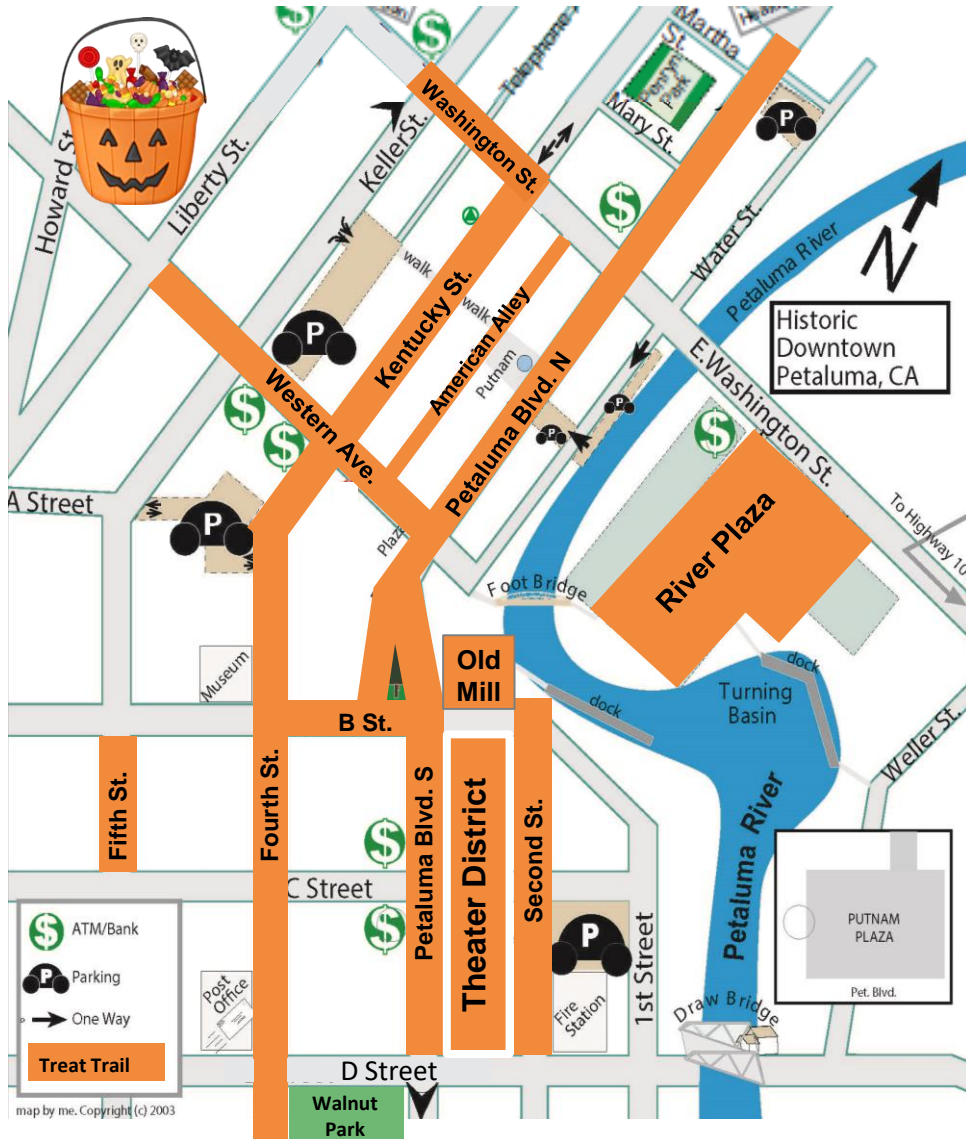 Martha
St.
Penry
Park
Mary St.
Telephone
Washington St.
Howard St.
Liberty St.
Keller St.
P
$
Water St.
Petaluma River
N
Historic
Downtown
Petaluma, CA
walk
walk
Kentucky St.
American Alley
Putnam
Petaluma Blvd. N
E. Washington St.
Western Ave.
A Street
P
P
P
P
$
$
$
$
To Highway 10
Plaza
River Plaza
Foot Bridge
Museum
Old
Mill
dock
dock
Turning
Basin
B St.
Weller St.
Fifth St.
Fourth St.
Petaluma Blvd. S
Theater District
Second St.
Petaluma River
C Street
$
$
$
ATM/Bank
P
Parking
One Way
Treat Trail
Post
Office
P
Fire
Station
1st Street
PUTNAM
PLAZA
Pet. Blvd.
Draw Bridge
D Street
Walnut
Park
map by me. Copyright (c) 2003